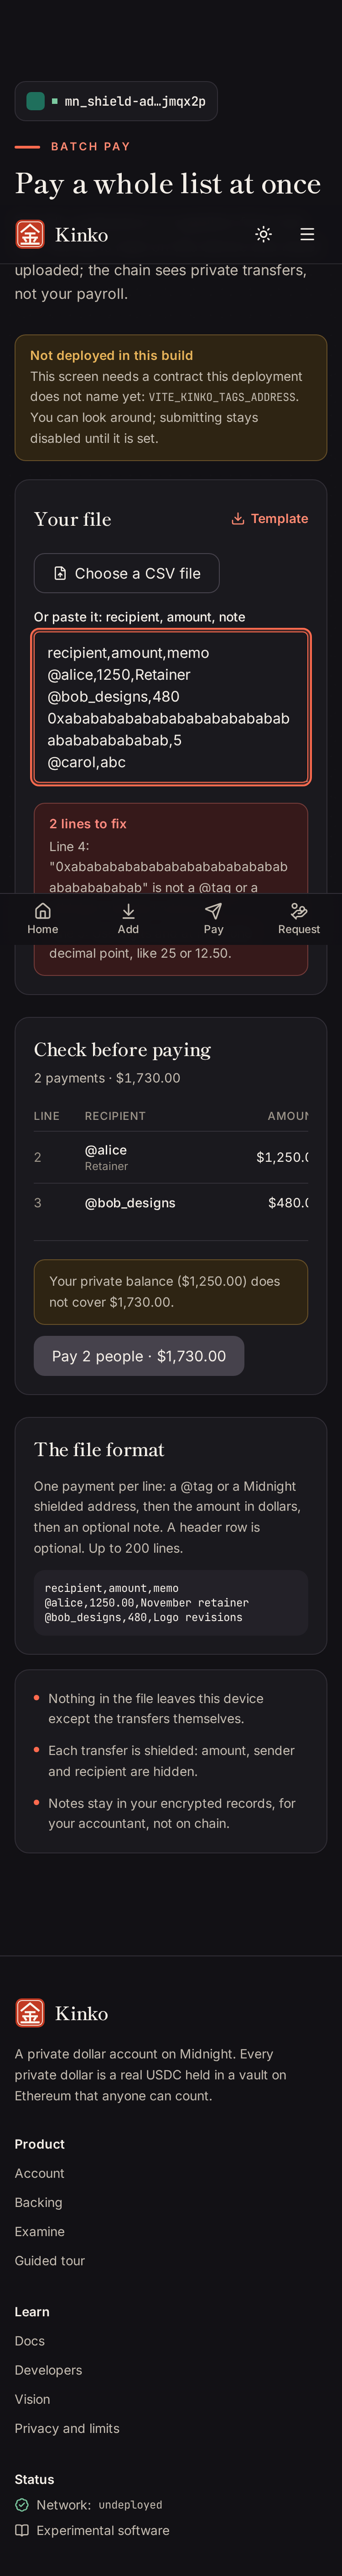 mn_shield-ad…jmqx2p
BATCH PAY
Pay a whole list at once
金 Kinko
uploaded; the chain sees private transfers,
not your payroll.
Not deployed in this build
This screen needs a contract this deployment
does not name yet: VITE_KINKO_TAGS_ADDRESS.
You can look around; submitting stays
disabled until it is set.
Your file
Template
Choose a CSV file
Or paste it: recipient, amount, note
recipient,amount,memo
@alice,1250,Retainer
@bob_designs,480
0xabababababababababababab
ababababababab,5
@carol,abc
2 lines to fix
Line 4:
"0xabababababababababababab
ababababababab" is not a @tag or a
Home
Add
Pay
Request
decimal point, like 25 or 12.50.
Check before paying
2 payments · $1,730.00
LINE RECIPIENT AMOUN
2 @alice $1,250.0
Retainer
3 @bob_designs $480.0
Your private balance ($1,250.00) does
not cover $1,730.00.
Pay 2 people · $1,730.00
The file format
One payment per line: a @tag or a Midnight
shielded address, then the amount in dollars,
then an optional note. A header row is
optional. Up to 200 lines.
recipient,amount,memo
@alice,1250.00,November retainer
@bob_designs,480,Logo revisions
Nothing in the file leaves this device
except the transfers themselves.
Each transfer is shielded: amount, sender
and recipient are hidden.
Notes stay in your encrypted records, for
your accountant, not on chain.
金 Kinko
A private dollar account on Midnight. Every
private dollar is a real USDC held in a vault on
Ethereum that anyone can count.
Product
Account
Backing
Examine
Guided tour
Learn
Docs
Developers
Vision
Privacy and limits
Status
Network: undeployed
Experimental software